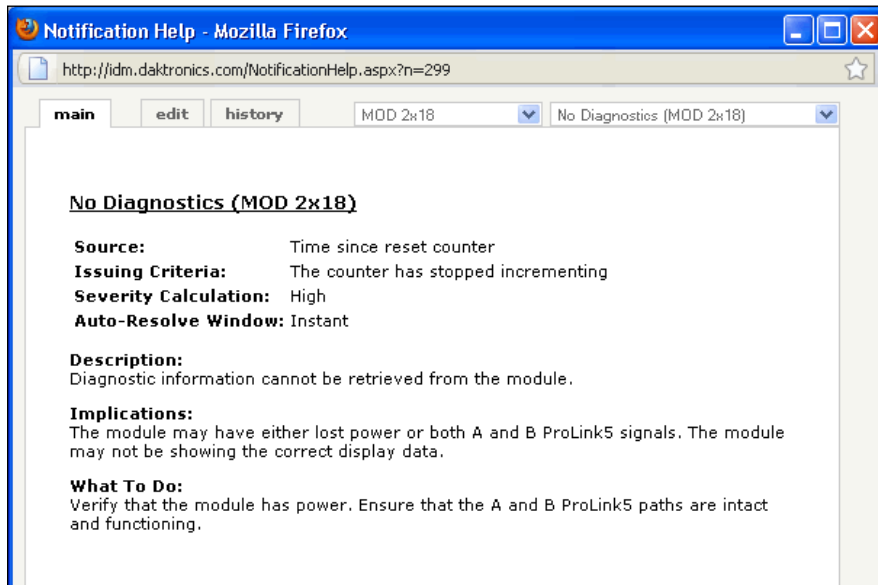 Notification Help - Mozilla Firefox
http://idm.daktronics.com/NotificationHelp.aspx?n=299
main edit history MOD 2x18 No Diagnostics (MOD 2x18)
No Diagnostics (MOD 2x18)
Source: Time since reset counter
Issuing Criteria: The counter has stopped incrementing
Severity Calculation: High
Auto-Resolve Window: Instant
Description:
Diagnostic information cannot be retrieved from the module.
Implications:
The module may have either lost power or both A and B ProLink5 signals. The module
may not be showing the correct display data.
What To Do:
Verify that the module has power. Ensure that the A and B ProLink5 paths are intact
and functioning.